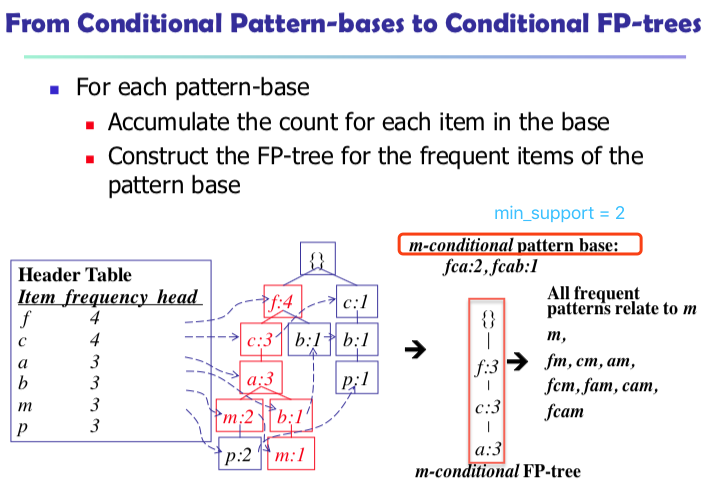 From Conditional Pattern-bases to Conditional FP-trees
For each pattern-base
Accumulate the count for each item in the base
Construct the FP-tree for the frequent items of the
pattern base
min_support = 2
m-conditional pattern base:
fca:2, fcab:1
Header Table
Item frequency head
f 4
c 4
a 3
b 3
m 3
p 3
{}
f:4 c:1
c:3 b:1 b:1
a:3 p:1
m:2 b:1
p:2 m:1
{}
f:3
c:3
a:3
m-conditional FP-tree
All frequent
patterns relate to m
m,
fm, cm, am,
fcm, fam, cam,
fcam